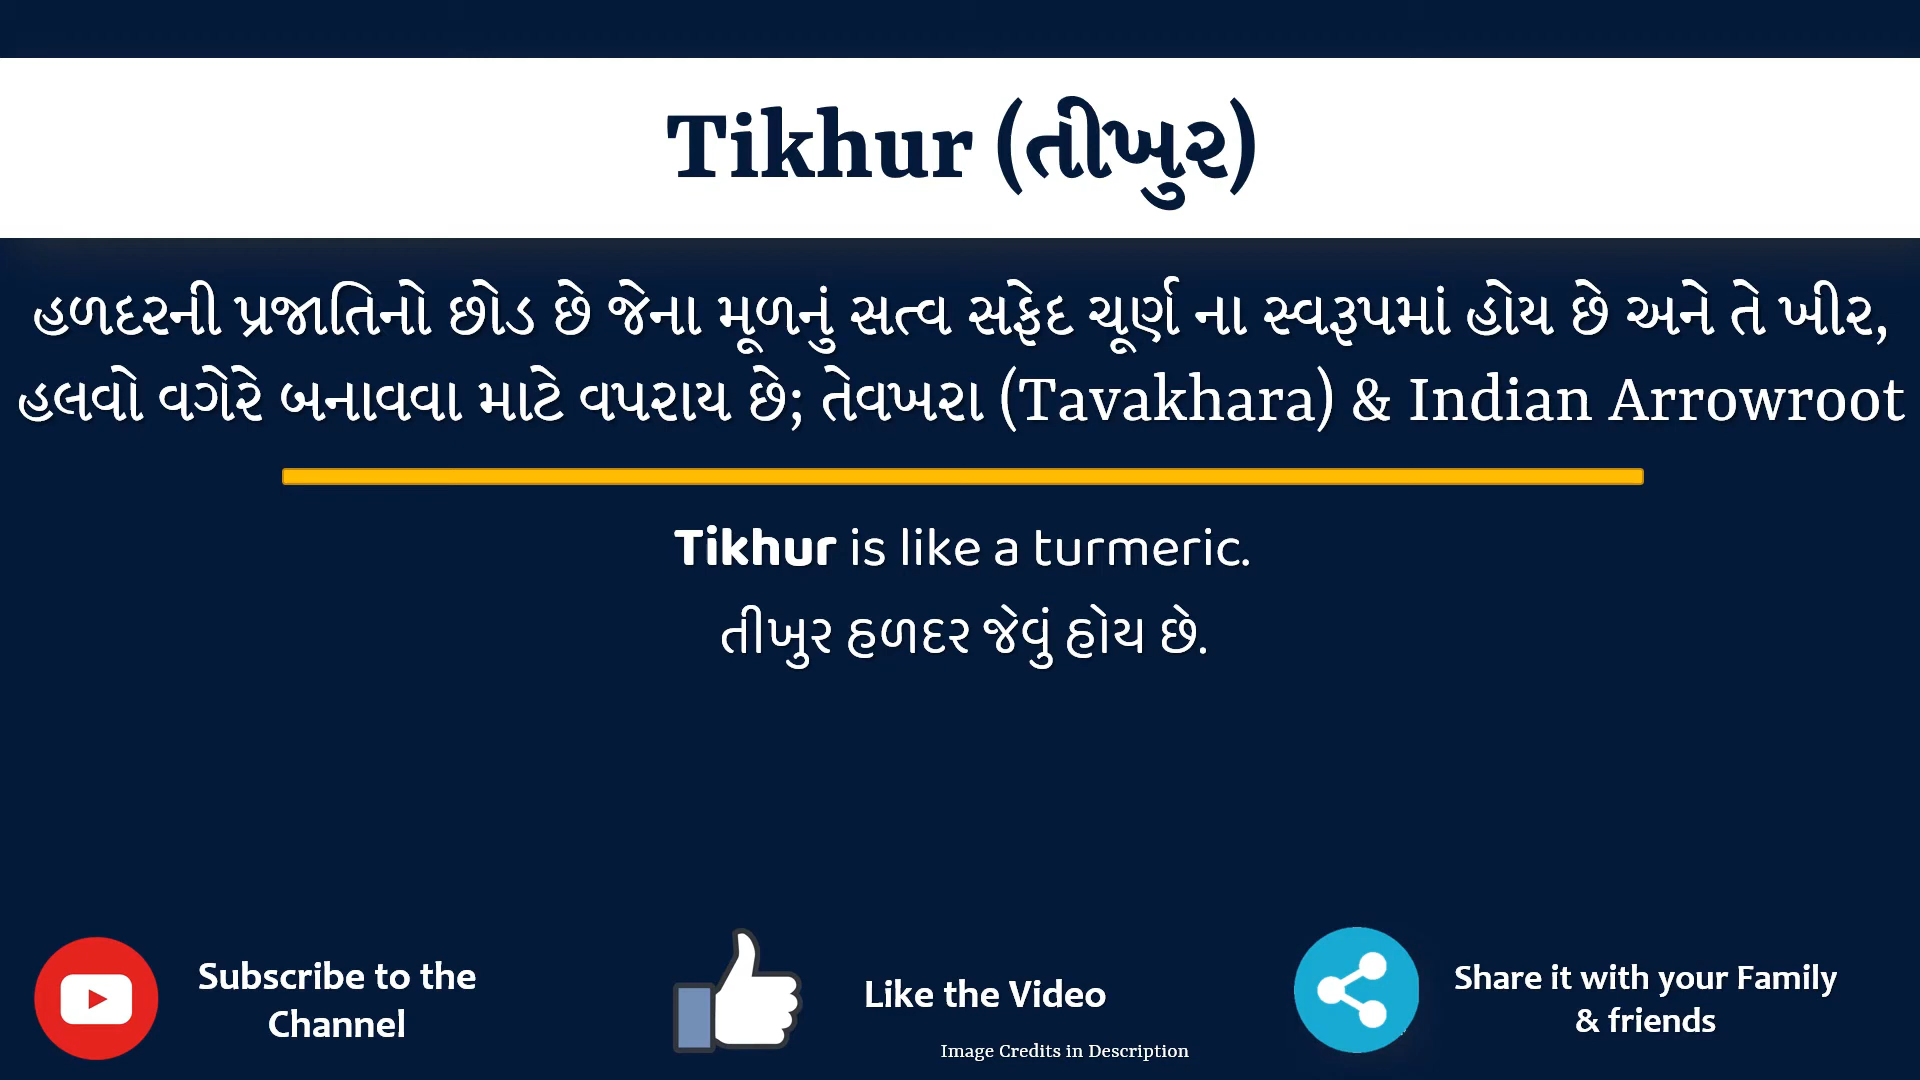 Tikhur (તીખુર)
હળદરની પ્રજાતિનો છોડ છે જેના મૂળનું સત્વ સફેદ ચૂર્ણ ના સ્વરૂપમાં હોય છે અને તે ખીર,
હલવો વગેરે બનાવવા માટે વપરાય છે; તેવખરા (Tavakhara) & Indian Arrowroot
Tikhur is like a turmeric.
તીખુર હળદર જેવું હોય છે.
Subscribe to the
Channel
Like the Video
Share it with your Family
& friends
Image Credits in Description